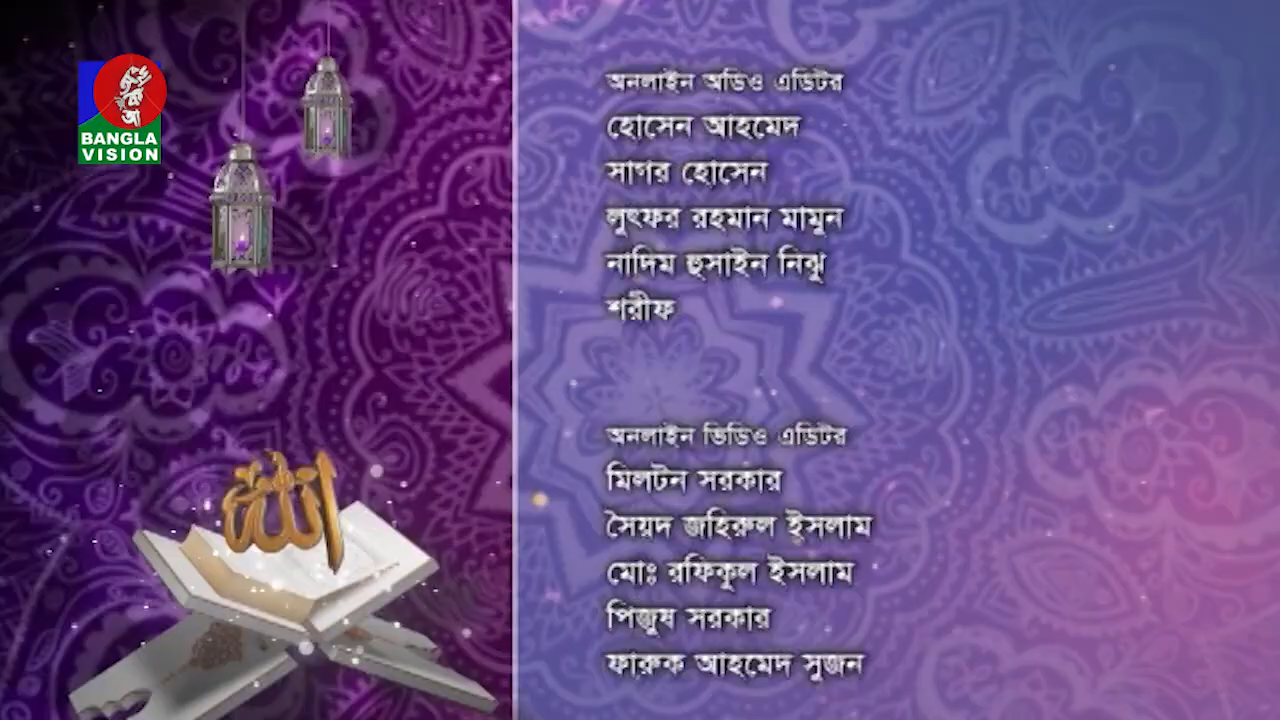 BANGLA
VISION
الله
অনলাইন অডিও এডিটর
হোসেন আহমেদ
সাগর হোসেন
লুৎফর রহমান মামুন
নাদিম হুসাইন নিঝু
শরীফ
অনলাইন ভিডিও এডিটর
মিলটন সরকার
সৈয়দ জহিরুল ইসলাম
মোঃ রফিকুল ইসলাম
পিজুষ সরকার
ফারুক আহমেদ সুজন